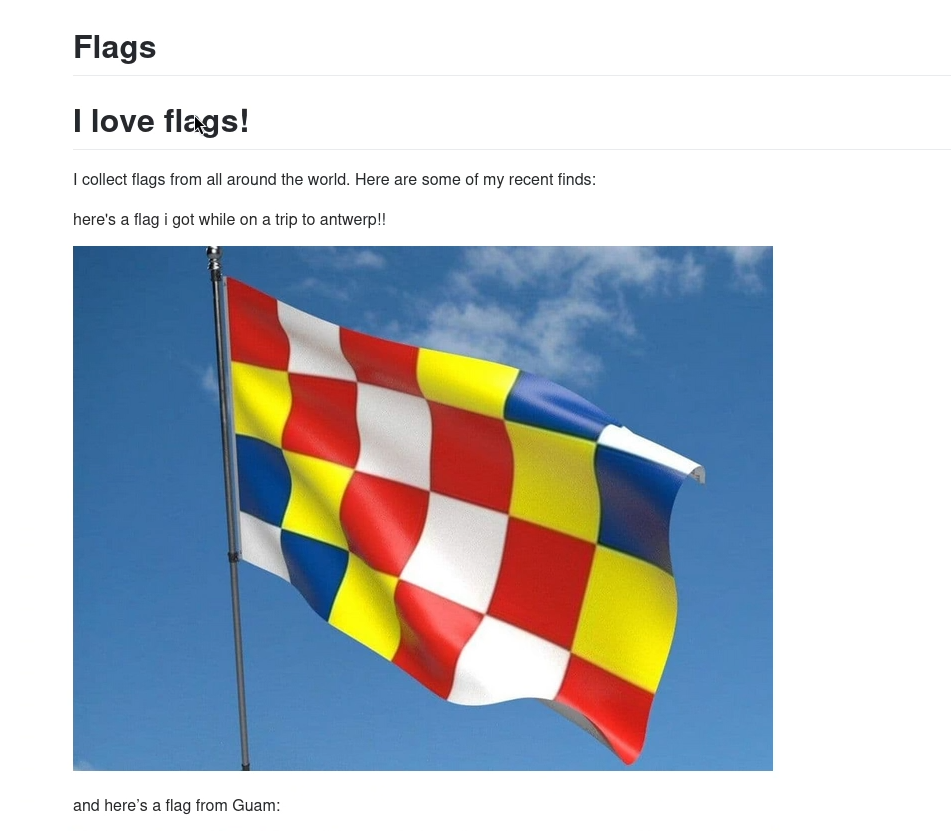 Flags
I love flags!
I collect flags from all around the world. Here are some of my recent finds:
here's a flag i got while on a trip to antwerp!!
and here’s a flag from Guam: